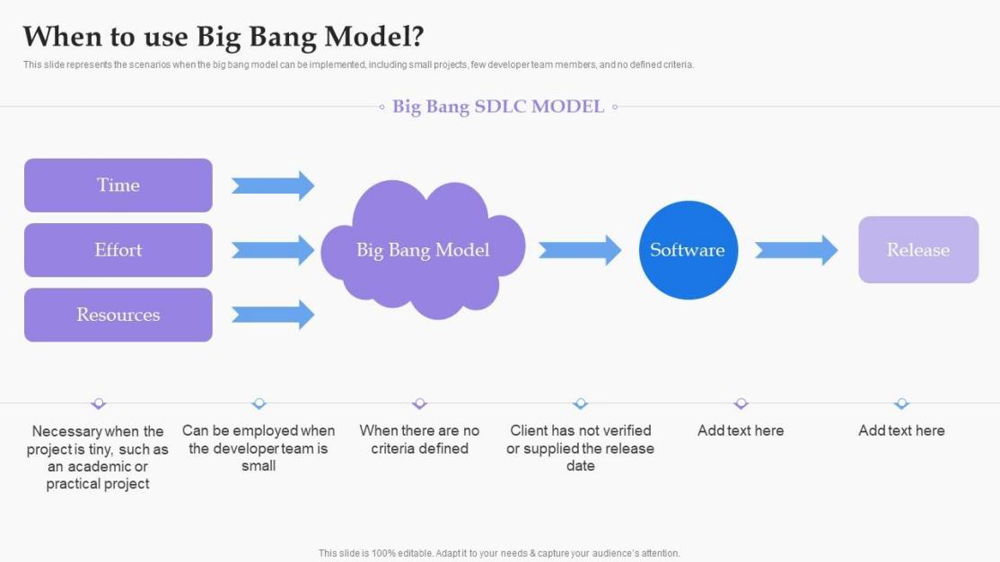 When to use Big Bang Model?
This slide represents the scenarios when the big bang model can be implemented, including small projects, few developer team members, and no defined criteria.
Big Bang SDLC MODEL
Time
Effort
Resources
Big Bang Model
Software
Release
Necessary when the
project is tiny, such as
an academic or
practical project
Can be employed when
the developer team is
small
When there are no
criteria defined
Client has not verified
or supplied the release
date
Add text here
Add text here
This slide is 100% editable. Adapt it to your needs & capture your audience's attention.